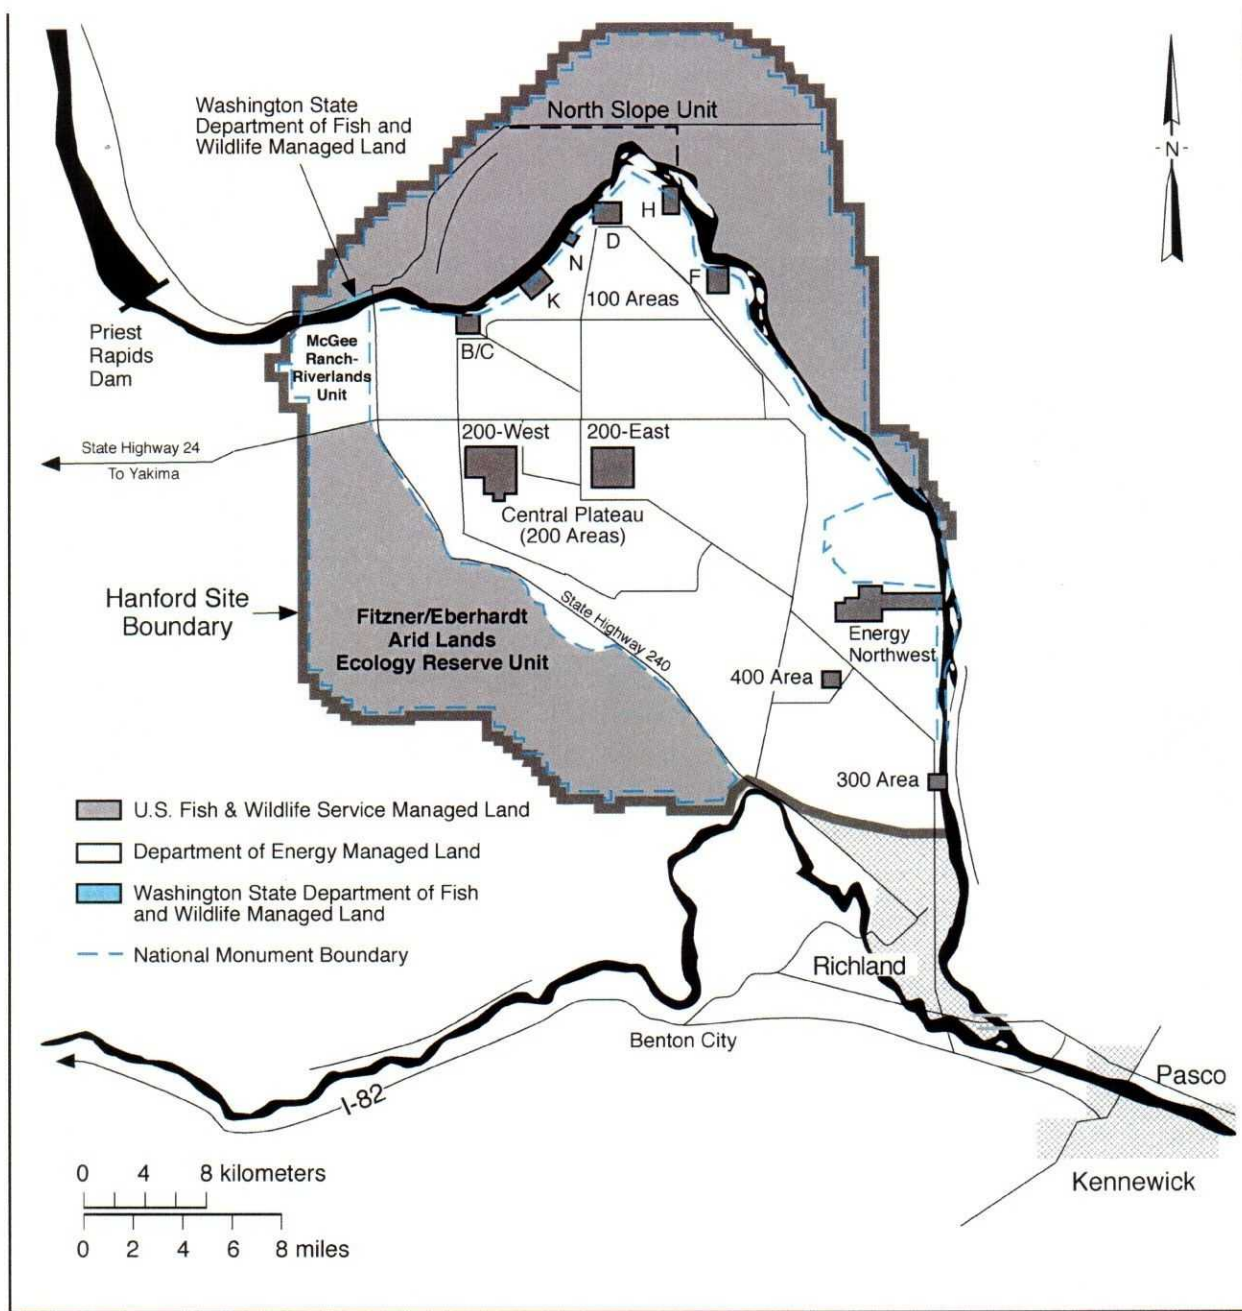 Washington State
Department of Fish and
Wildlife Managed Land
North Slope Unit
N
H
D
N
F
K
100 Areas
B/C
Priest
Rapids
Dam
McGee
Ranch-
Riverlands
Unit
State Highway 24
To Yakima
200-West
200-East
Central Plateau
(200 Areas)
Hanford Site
Boundary
Fitzner/Eberhardt
Arid Lands
Ecology Reserve Unit
State Highway 240
Energy
Northwest
400 Area
300 Area
U.S. Fish & Wildlife Service Managed Land
Department of Energy Managed Land
Washington State Department of Fish
and Wildlife Managed Land
National Monument Boundary
Richland
Benton City
I-82
Pasco
Kennewick
0 4 8 kilometers
0 2 4 6 8 miles